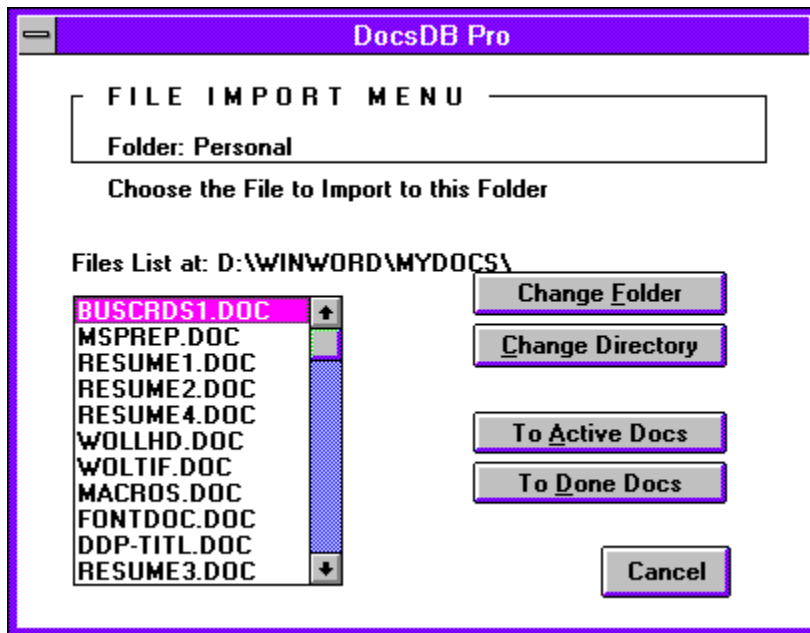 DocsDB Pro
FILE IMPORT MENU
Folder: Personal
Choose the File to Import to this Folder
Files List at: D:\WINWORD\MYDOCS\
BUSCRDS1.DOC
MSPREP.DOC
RESUME1.DOC
RESUME2.DOC
RESUME4.DOC
WOLLHD.DOC
WOLTIF.DOC
MACROS.DOC
FONTDOC.DOC
DDP-TITL.DOC
RESUME3.DOC
Change Folder
Change Directory
To Active Docs
To Done Docs
Cancel